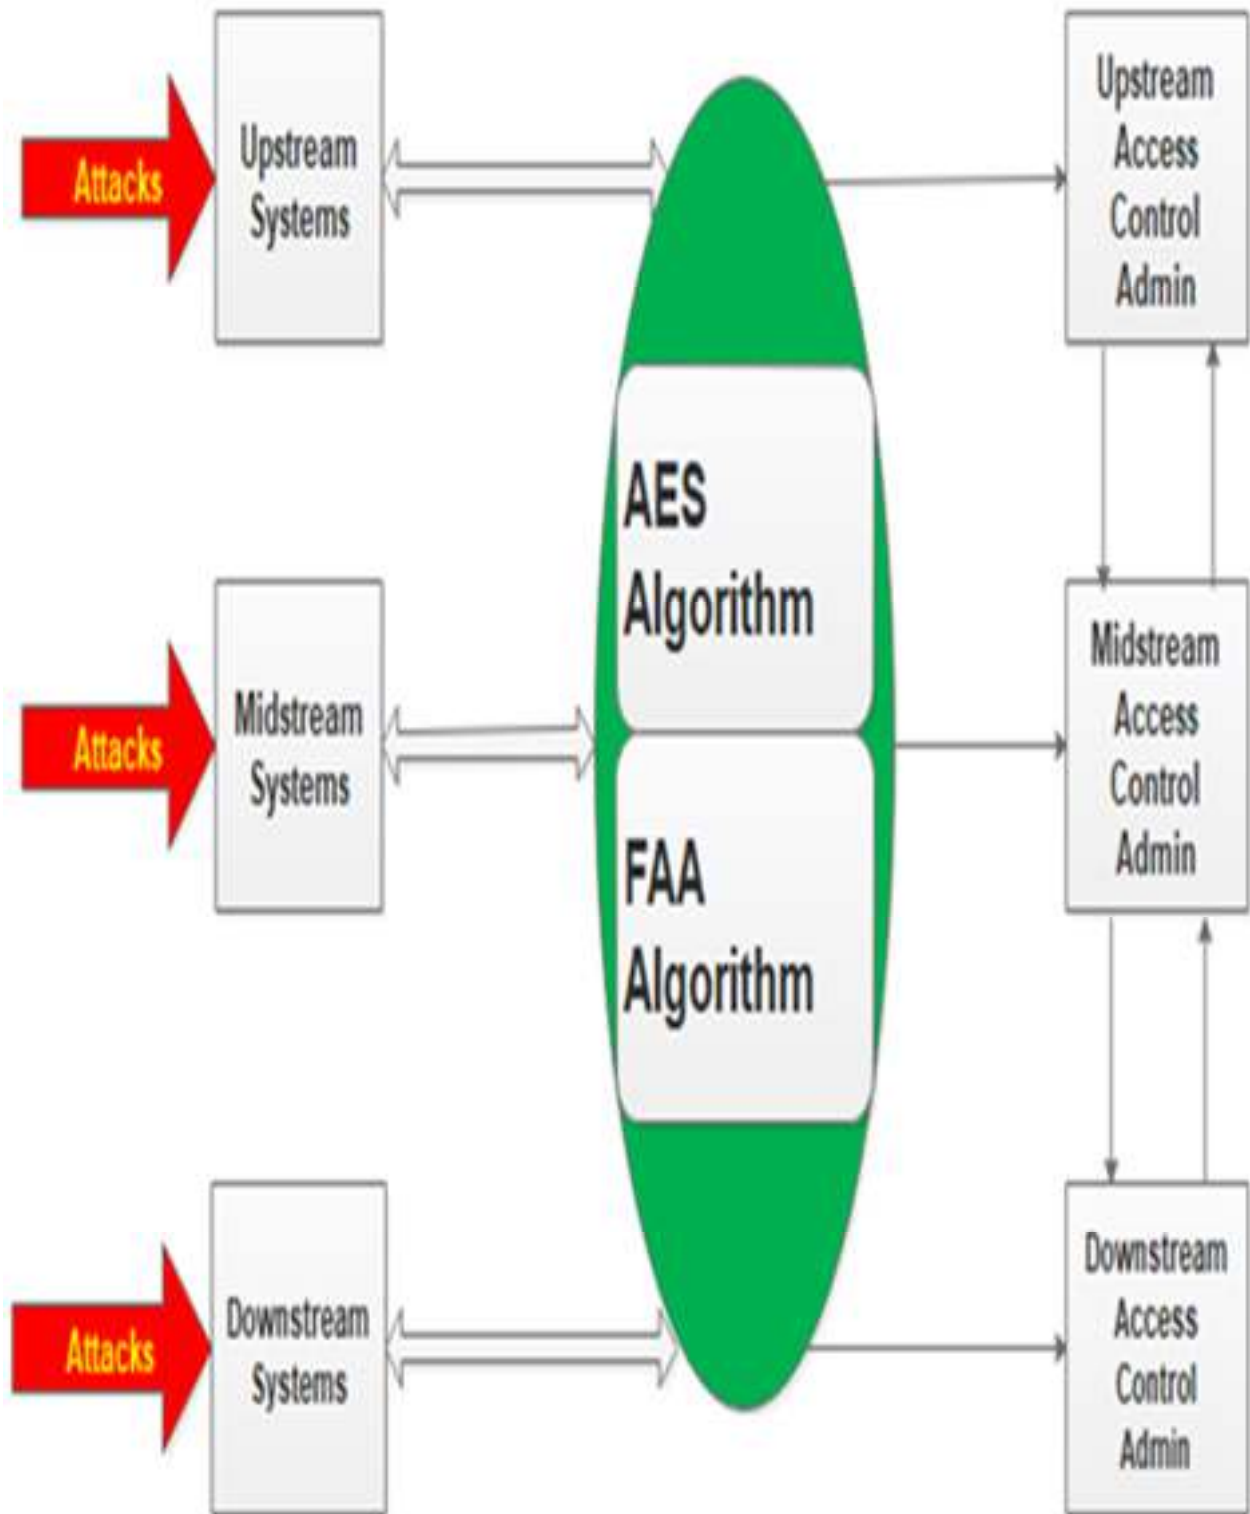 Attacks
Upstream
Systems
Upstream
Access
Control
Admin
AES
Algorithm
Attacks
Midstream
Systems
Midstream
Access
Control
Admin
FAA
Algorithm
Attacks
Downstream
Systems
Downstream
Access
Control
Admin